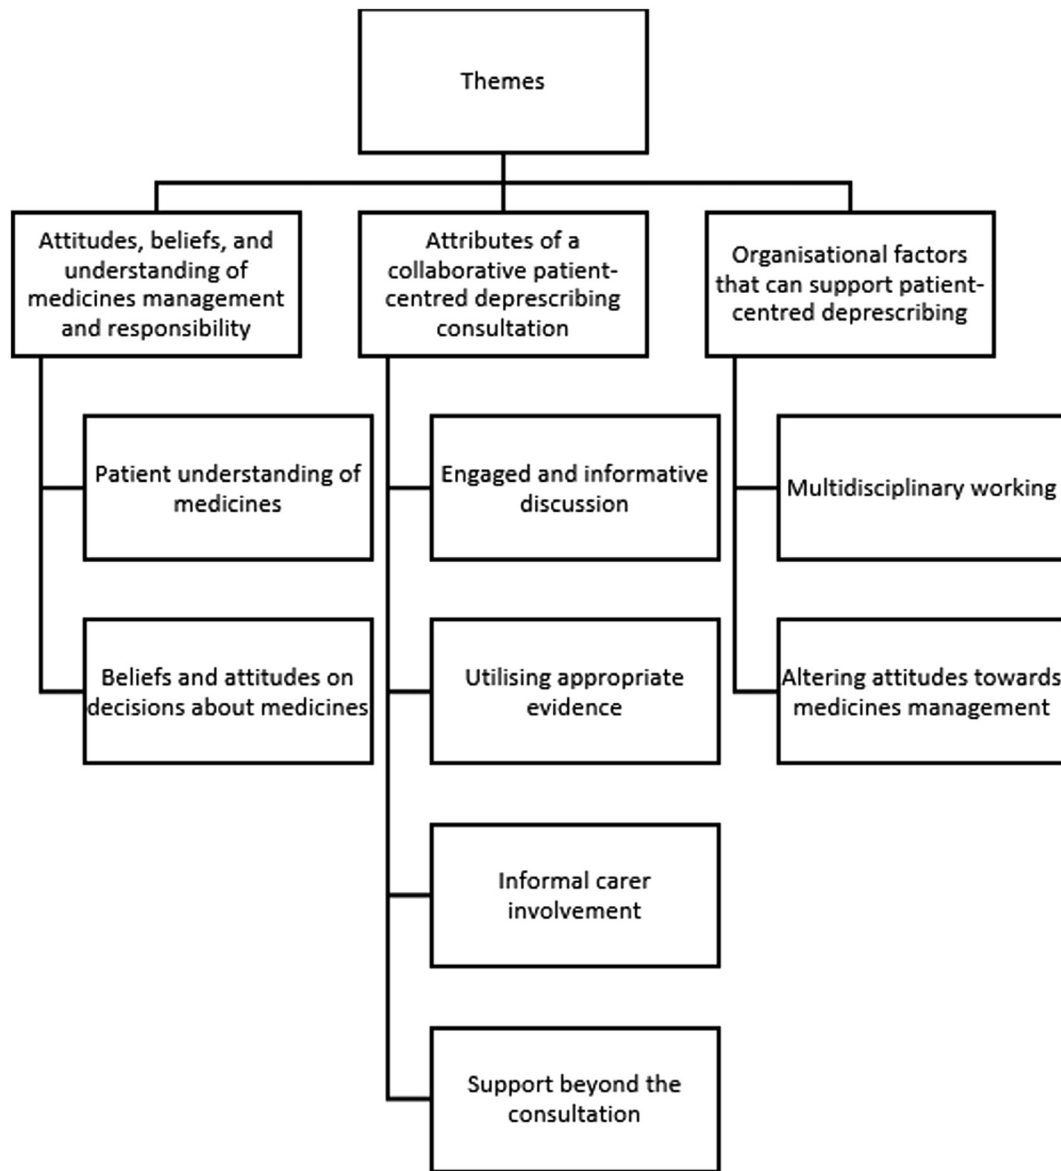 Themes
Attitudes, beliefs, and
understanding of
medicines management
and responsibility
Patient understanding of
medicines
Beliefs and attitudes on
decisions about medicines
Attributes of a
collaborative patient-
centred deprescribing
consultation
Engaged and informative
discussion
Utilising appropriate
evidence
Informal carer
involvement
Support beyond the
consultation
Organisational factors
that can support patient-
centred deprescribing
Multidisciplinary working
Altering attitudes towards
medicines management